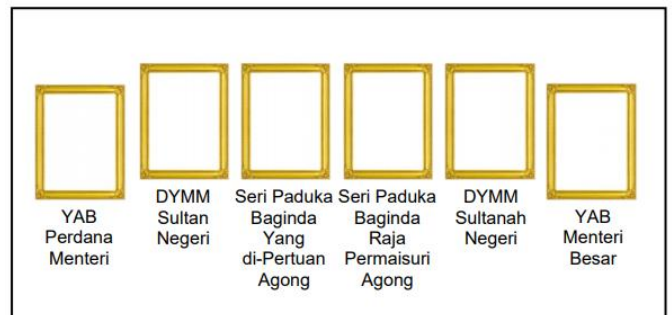 YAB
Perdana
Menteri
DYMM
Sultan
Negeri
Seri Paduka
Baginda
Yang
di-Pertuan
Agong
Seri Paduka
Baginda
Raja
Permaisuri
Agong
DYMM
Sultanah
Negeri
YAB
Menteri
Besar